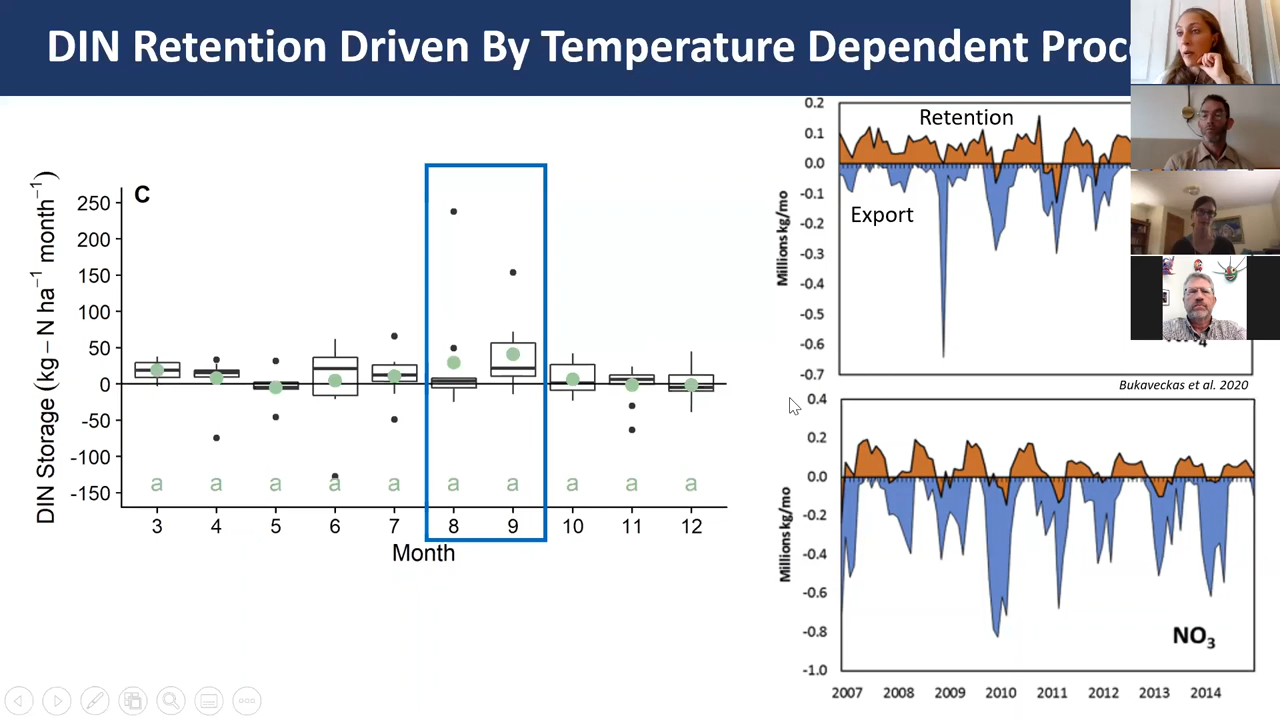 DIN Retention Driven By Temperature Dependent Proc
C
DIN Storage (kg – N ha⁻¹ month⁻¹)
250
200
150
100
50
0
-50
-100
-150
a a a a a a a a a a
3 4 5 6 7 8 9 10 11 12
Month
Retention
Export
Millions kg/mo
0.2
0.1
0.0
-0.1
-0.2
-0.3
-0.4
-0.5
-0.6
-0.7
Bukaveckas et al. 2020
Millions kg/mo
0.4
0.2
0.0
-0.2
-0.4
-0.6
-0.8
-1.0
NO₃
2007 2008 2009 2010 2011 2012 2013 2014